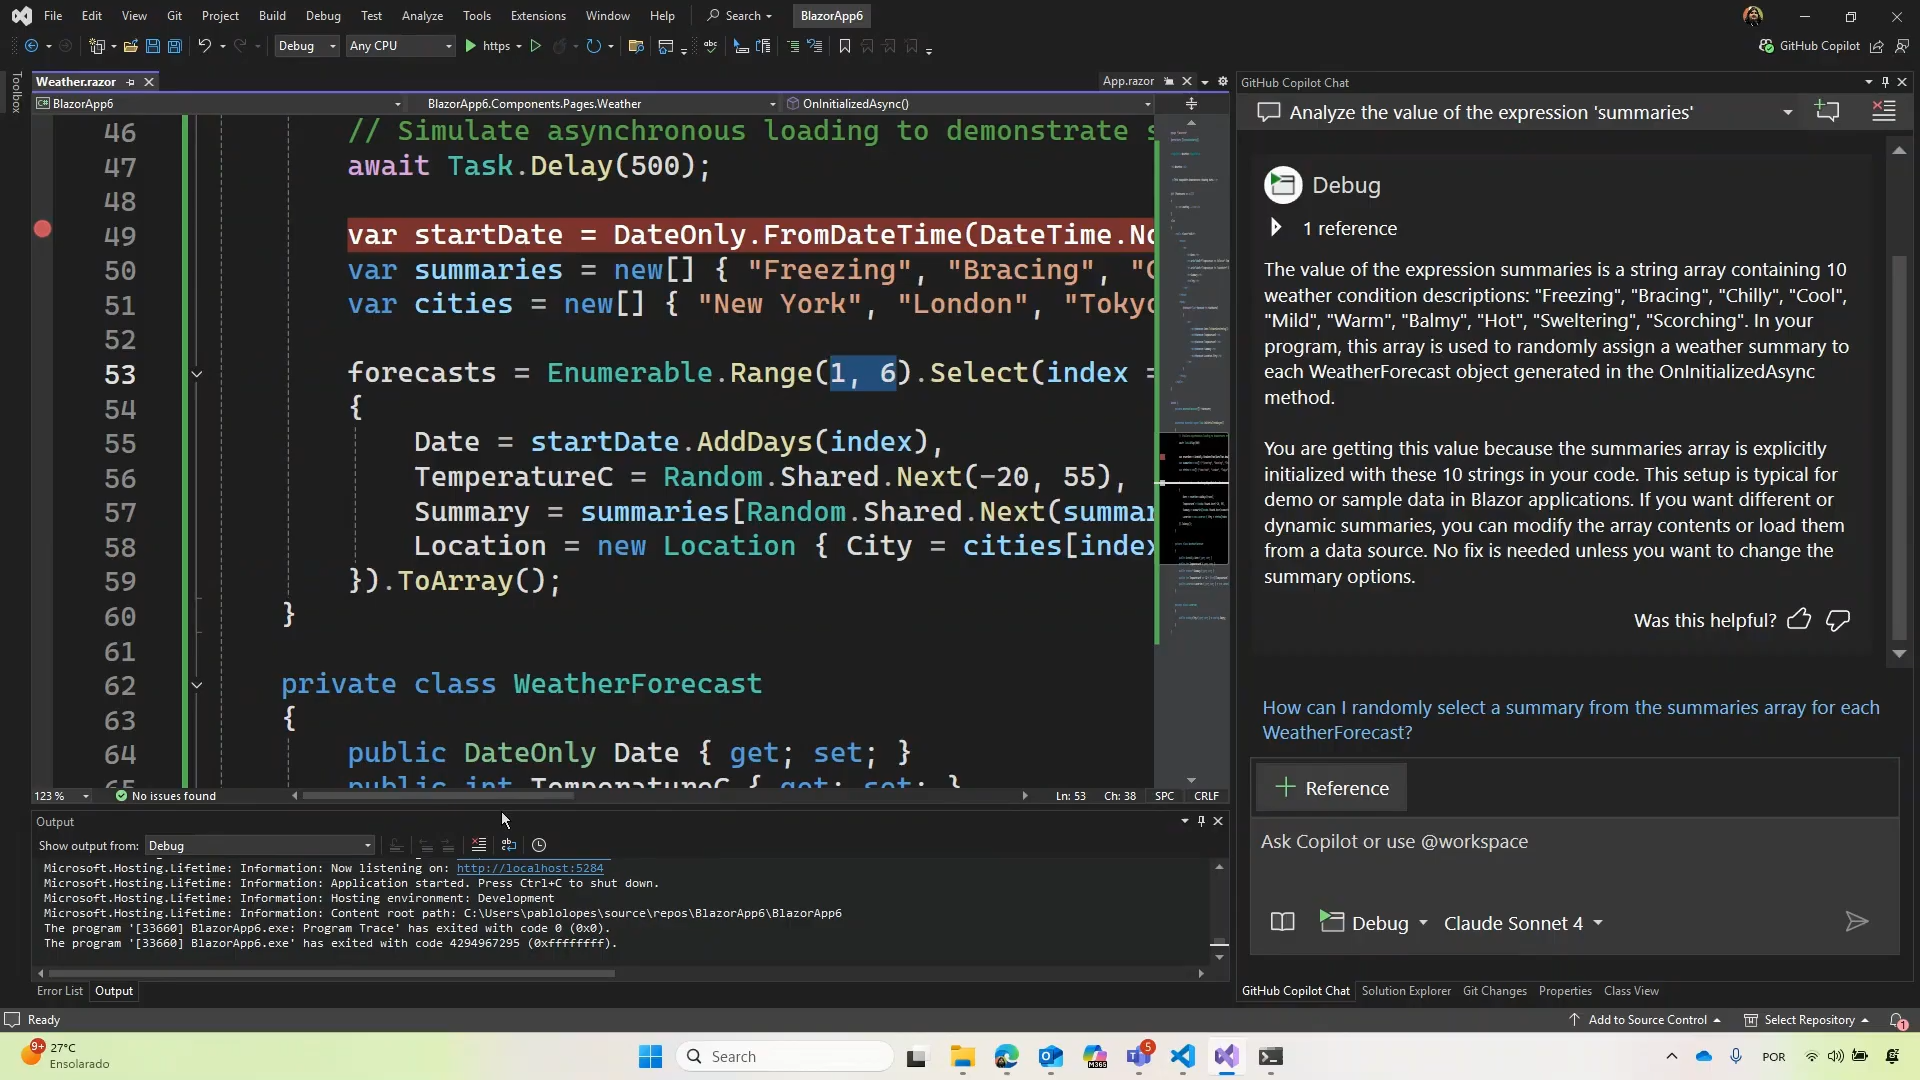 File Edit View Git Project Build Debug Test Analyze Tools Extensions Window Help Search BlazorApp6
Debug Any CPU https GitHub Copilot
Toolbox
Weather.razor App.razor
BlazorApp6 BlazorApp6.Components.Pages.Weather OnInitializedAsync()
46 // Simulate asynchronous loading to demonstrate s
47 await Task.Delay(500);
48
49 var startDate = DateOnly.FromDateTime(DateTime.No
50 var summaries = new[] { "Freezing", "Bracing", "C
51 var cities = new[] { "New York", "London", "Tokyo
52
53 forecasts = Enumerable.Range(1, 6).Select(index =
54 {
55 Date = startDate.AddDays(index),
56 TemperatureC = Random.Shared.Next(-20, 55),
57 Summary = summaries[Random.Shared.Next(summar
58 Location = new Location { City = cities[index
59 }).ToArray();
60 }
61
62 private class WeatherForecast
63 {
64 public DateOnly Date { get; set; }
65 public int TemperatureC { get; set; }
123 % No issues found Ln: 53 Ch: 38 SPC CRLF
Output
Show output from: Debug
Microsoft.Hosting.Lifetime: Information: Now listening on: http://localhost:5284
Microsoft.Hosting.Lifetime: Information: Application started. Press Ctrl+C to shut down.
Microsoft.Hosting.Lifetime: Information: Hosting environment: Development
Microsoft.Hosting.Lifetime: Information: Content root path: C:\Users\pablolopes\source\repos\BlazorApp6\BlazorApp6
The program '[33660] BlazorApp6.exe: Program Trace' has exited with code 0 (0x0).
The program '[33660] BlazorApp6.exe' has exited with code 4294967295 (0xffffffff).
Error List Output
GitHub Copilot Chat
Analyze the value of the expression 'summaries'
Debug
1 reference
The value of the expression summaries is a string array containing 10
weather condition descriptions: "Freezing", "Bracing", "Chilly", "Cool",
"Mild", "Warm", "Balmy", "Hot", "Sweltering", "Scorching". In your
program, this array is used to randomly assign a weather summary to
each WeatherForecast object generated in the OnInitializedAsync
method.
You are getting this value because the summaries array is explicitly
initialized with these 10 strings in your code. This setup is typical for
demo or sample data in Blazor applications. If you want different or
dynamic summaries, you can modify the array contents or load them
from a data source. No fix is needed unless you want to change the
summary options.
Was this helpful?
How can I randomly select a summary from the summaries array for each
WeatherForecast?
Reference
Ask Copilot or use @workspace
Debug Claude Sonnet 4
GitHub Copilot Chat Solution Explorer Git Changes Properties Class View
Ready Add to Source Control Select Repository 1
9+ 27°C
Ensolarado
Search M365 5 POR